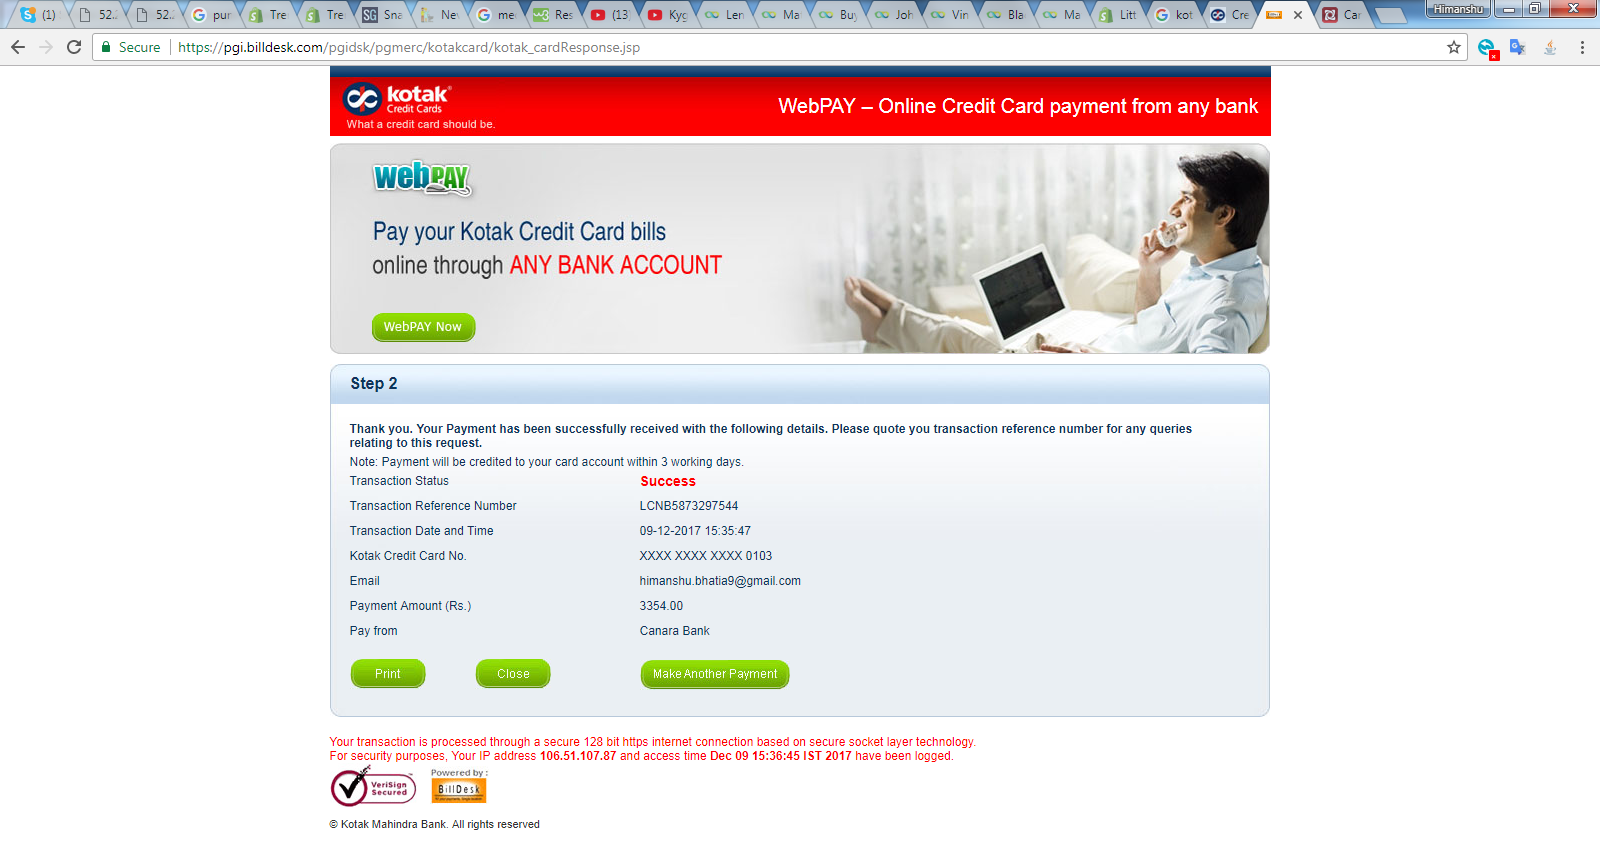 (1) 52.2 52.2 pur Tre Tre Sna Nev me Res (13 Kyg Len Ma Buy Joh Vin Bla Ma Litt kot Cre Car Himanshu
Secure https://pgi.billdesk.com/pgidsk/pgmerc/kotakcard/kotak_cardResponse.jsp
kotak
Credit Cards
What a credit card should be.
WebPAY – Online Credit Card payment from any bank
webPAY
Pay your Kotak Credit Card bills
online through ANY BANK ACCOUNT
WebPAY Now
Step 2
Thank you. Your Payment has been successfully received with the following details. Please quote you transaction reference number for any queries
relating to this request.
Note: Payment will be credited to your card account within 3 working days.
Transaction Status Success
Transaction Reference Number LCNB5873297544
Transaction Date and Time 09-12-2017 15:35:47
Kotak Credit Card No. XXXX XXXX XXXX 0103
Email himanshu.bhatia9@gmail.com
Payment Amount (Rs.) 3354.00
Pay from Canara Bank
Print Close Make Another Payment
Your transaction is processed through a secure 128 bit https internet connection based on secure socket layer technology.
For security purposes, Your IP address 106.51.107.87 and access time Dec 09 15:36:45 IST 2017 have been logged.
VeriSign
Secured
Powered by :
BillDesk
© Kotak Mahindra Bank. All rights reserved